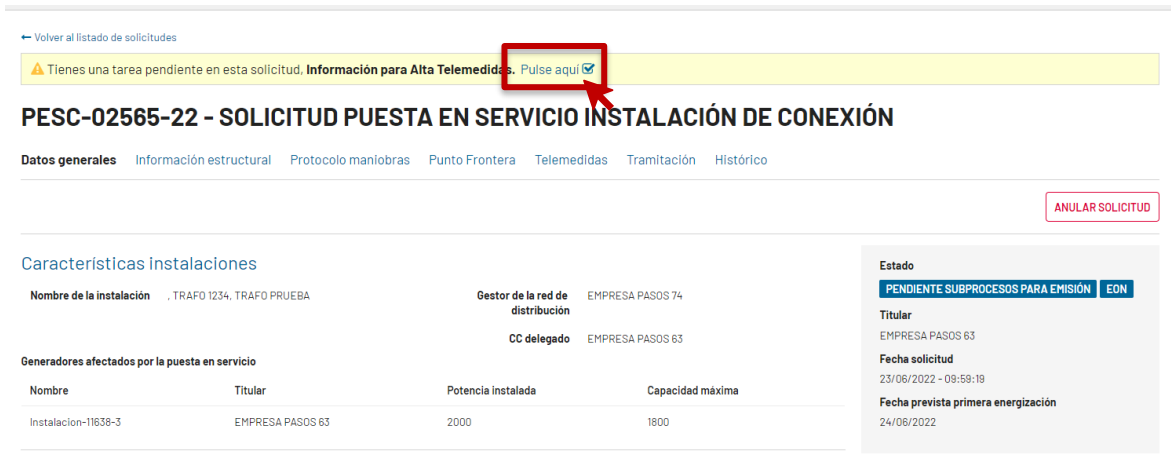 ← Volver al listado de solicitudes
Tienes una tarea pendiente en esta solicitud, Información para Alta Telemedidas. Pulse aquí
PESC-02565-22 - SOLICITUD PUESTA EN SERVICIO INSTALACIÓN DE CONEXIÓN
Datos generales Información estructural Protocolo maniobras Punto Frontera Telemedidas Tramitación Histórico
ANULAR SOLICITUD
Características instalaciones
Nombre de la instalación , TRAFO 1234, TRAFO PRUEBA
Gestor de la red de distribución EMPRESA PASOS 74
CC delegado EMPRESA PASOS 63
Generadores afectados por la puesta en servicio
Nombre Titular Potencia instalada Capacidad máxima
Instalacion-11638-3 EMPRESA PASOS 63 2000 1800
Estado
PENDIENTE SUBPROCESOS PARA EMISIÓN EON
Titular
EMPRESA PASOS 63
Fecha solicitud
23/06/2022 - 09:59:19
Fecha prevista primera energización
24/06/2022